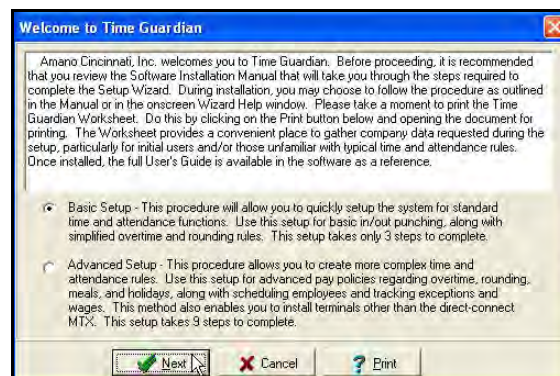 Welcome to Time Guardian
Amano Cincinnati, Inc. welcomes you to Time Guardian. Before proceeding, it is recommended
that you review the Software Installation Manual that will take you through the steps required to
complete the Setup Wizard. During installation, you may choose to follow the procedure as outlined
in the Manual or in the onscreen Wizard Help window. Please take a moment to print the Time
Guardian Worksheet. Do this by clicking on the Print button below and opening the document for
printing. The Worksheet provides a convenient place to gather company data requested during the
setup, particularly for initial users and/or those unfamiliar with typical time and attendance rules.
Once installed, the full User's Guide is available in the software as a reference.
Basic Setup - This procedure will allow you to quickly setup the system for standard
time and attendance functions. Use this setup for basic in/out punching, along with
simplified overtime and rounding rules. This setup takes only 3 steps to complete.
Advanced Setup - This procedure allows you to create more complex time and
attendance rules. Use this setup for advanced pay policies regarding overtime, rounding,
meals, and holidays, along with scheduling employees and tracking exceptions and
wages. This method also enables you to install terminals other than the direct-connect
MTX. This setup takes 9 steps to complete.
Next Cancel Print